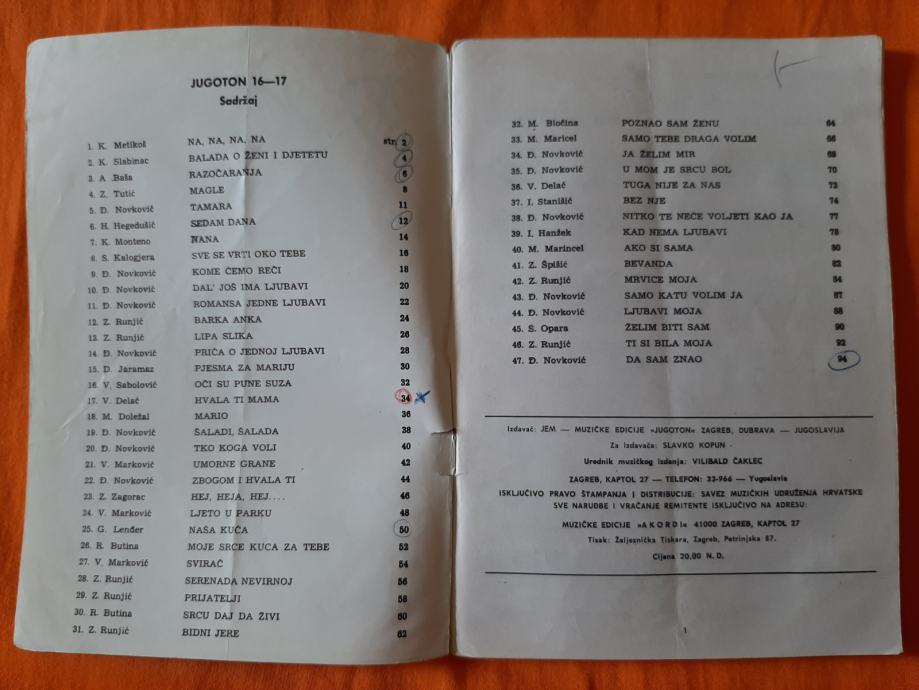 JUGOTON 16—17
Sadržaj
1. K. Metikoš NA, NA, NA, NA str. 2
2. K. Slabinac BALADA O ŽENI I DJETETU 4
3. A. Baša RAZOČARANJA 6
4. Z. Tutić MAGLE 8
5. Đ. Novković TAMARA 11
6. H. Hegedušić SEDAM DANA 12
7. K. Monteno NANA 14
8. S. Kalogjera SVE SE VRTI OKO TEBE 16
9. Đ. Novković KOME ĆEMO REĆI 18
10. Đ. Novković DAL' JOŠ IMA LJUBAVI 20
11. Đ. Novković ROMANSA JEDNE LJUBAVI 22
12. Z. Runjić BARKA ANKA 24
13. Z. Runjić LIPA SLIKA 26
14. Đ. Novković PRIČA O JEDNOJ LJUBAVI 28
15. D. Jaramaz PJESMA ZA MARIJU 30
16. V. Sabolović OČI SU PUNE SUZA 32
17. V. Delač HVALA TI MAMA 34
18. M. Doležal MARIO 36
19. Đ. Novković ŠALADI, ŠALADA 38
20. Đ. Novković TKO KOGA VOLI 40
21. V. Marković UMORNE GRANE 42
22. Đ. Novković ZBOGOM I HVALA TI 44
23. Z. Zagorac HEJ, HEJA, HEJ.... 46
24. V. Marković LJETO U PARKU 48
25. G. Lenđer NAŠA KUĆA 50
26. R. Butina MOJE SRCE KUCA ZA TEBE 52
27. V. Marković SVIRAČ 54
28. Z. Runjić SERENADA NEVIRNOJ 56
29. Z. Runjić PRIJATELJI 58
30. R. Butina SRCU DAJ DA ŽIVI 60
31. Z. Runjić BIDNI JERE 62
32. M. Biočina POZNAO SAM ŽENU 64
33. M. Maricel SAMO TEBE DRAGA VOLIM 66
34. Đ. Novković JA ŽELIM MIR 68
35. Đ. Novković U MOM JE SRCU BOL 70
36. V. Delač TUGA NIJE ZA NAS 72
37. I. Stanišić BEZ NJE 74
38. Đ. Novković NITKO TE NEĆE VOLJETI KAO JA 77
39. I. Hanžek KAD NEMA LJUBAVI 78
40. M. Marincel AKO SI SAMA 80
41. Z. Špišić BEVANDA 82
42. Z. Runjić MRVICE MOJA 84
43. Đ. Novković SAMO KATU VOLIM JA 87
44. Đ. Novković LJUBAVI MOJA 88
45. S. Opara ŽELIM BITI SAM 90
46. Z. Runjić TI SI BILA MOJA 92
47. Đ. Novković DA SAM ZNAO 94
Izdavač: JEM — MUZIČKE EDICIJE »JUGOTON« ZAGREB, DUBRAVA — JUGOSLAVIJA
Za izdavača: SLAVKO KOPUN
Urednik muzičkog izdanja: VILIBALD ČAKLEC
ZAGREB, KAPTOL 27 — TELEFON: 33-966 — Yugoslavia
ISKLJUČIVO PRAVO ŠTAMPANJA I DISTRIBUCIJE: SAVEZ MUZIČKIH UDRUŽENJA HRVATSKE
SVE NARUDBE I VRAĆANJE REMITENTE ISKLJUČIVO NA ADRESU:
MUZIČKE EDICIJE »AKORDI« 41000 ZAGREB, KAPTOL 27
Tisak: Željeznička Tiskara, Zagreb, Petrinjska 87.
Cijena 20,00 N. D.
1